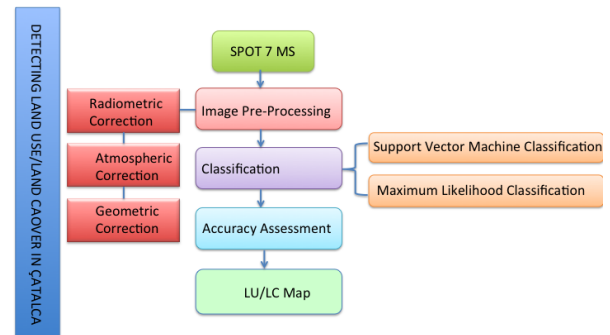 DETECTING LAND USE/LAND CAOVER IN ÇATALCA
SPOT 7 MS
Radiometric
Correction
Image Pre-Processing
Atmospheric
Correction
Classification
Support Vector Machine Classification
Maximum Likelihood Classification
Geometric
Correction
Accuracy Assessment
LU/LC Map